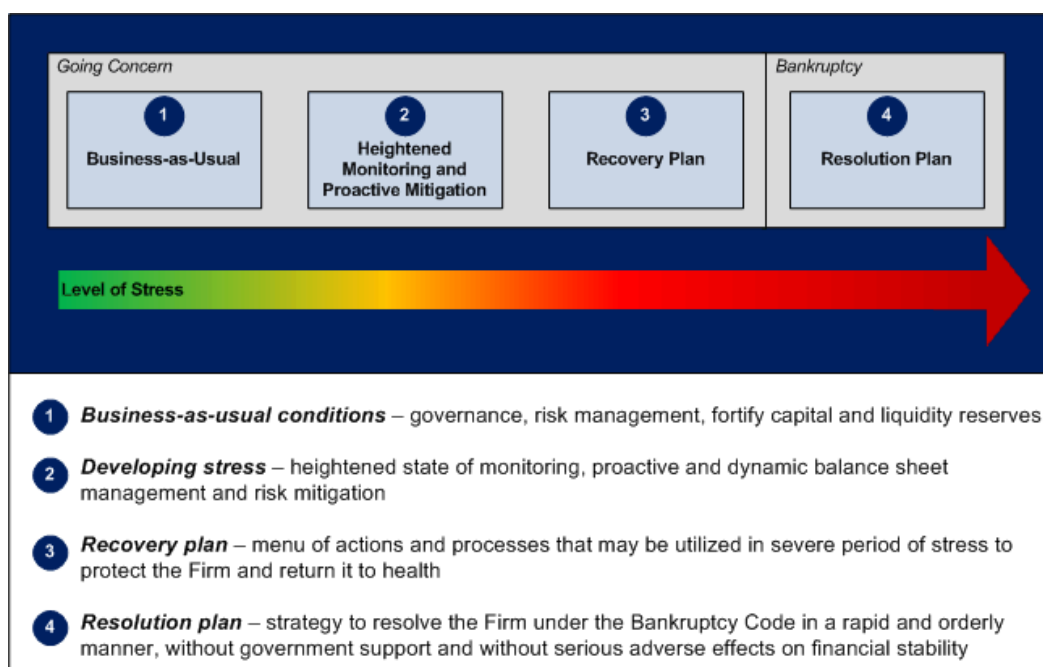 Going Concern
Bankruptcy
1
2
3
4
Business-as-Usual
Heightened
Monitoring and
Proactive Mitigation
Recovery Plan
Resolution Plan
Level of Stress
1 Business-as-usual conditions – governance, risk management, fortify capital and liquidity reserves
2 Developing stress – heightened state of monitoring, proactive and dynamic balance sheet
management and risk mitigation
3 Recovery plan – menu of actions and processes that may be utilized in severe period of stress to
protect the Firm and return it to health
4 Resolution plan – strategy to resolve the Firm under the Bankruptcy Code in a rapid and orderly
manner, without government support and without serious adverse effects on financial stability